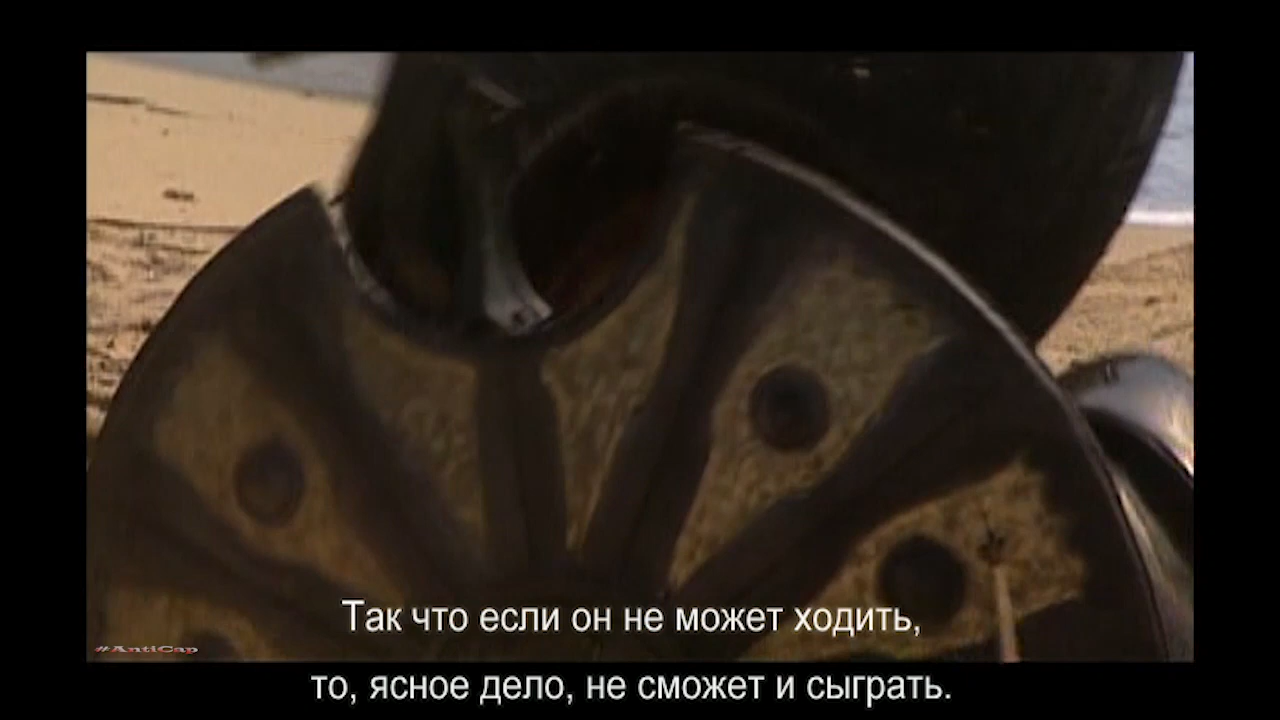 Так что если он не может ходить,
#AntiCap
то, ясное дело, не сможет и сыграть.